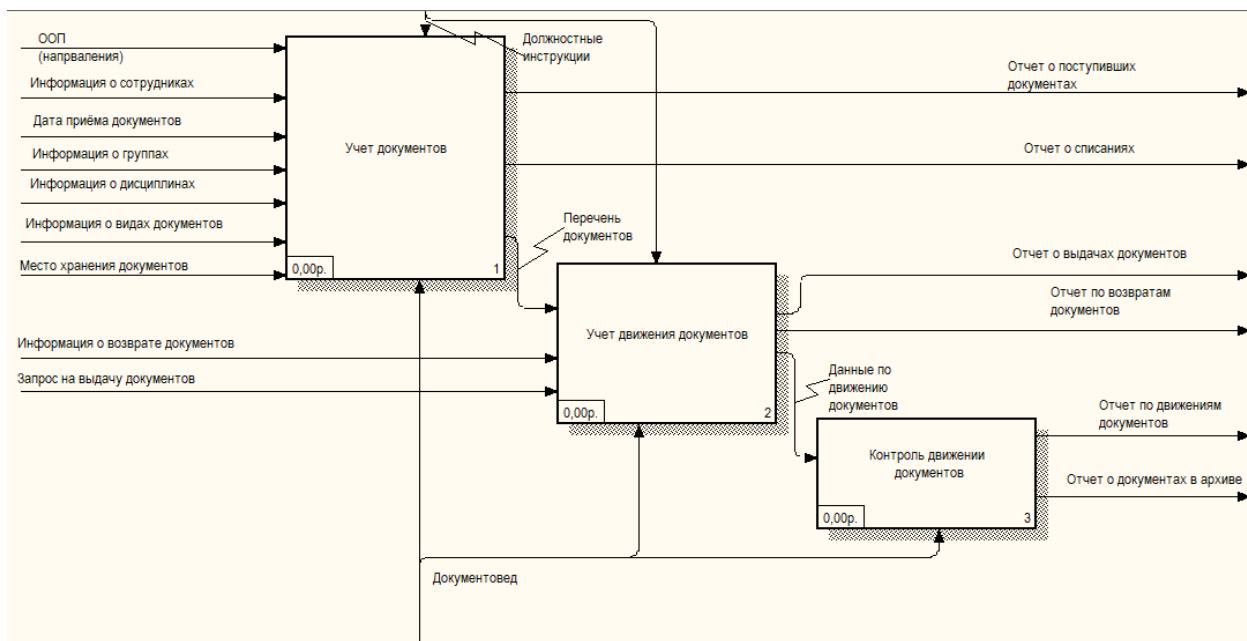 ООП
(напрваления)
Информация о сотрудниках
Дата приёма документов
Информация о группах
Информация о дисциплинах
Информация о видах документов
Место хранения документов
Должностные
инструкции
Учет документов
0,00р.
1
Отчет о поступивших
документах
Отчет о списаниях
Перечень
документов
Информация о возврате документов
Запрос на выдачу документов
Учет движения документов
0,00р.
2
Отчет о выдачах документов
Отчет по возвратам
документов
Данные по
движению
документов
Контроль движении
документов
0,00р.
3
Отчет по движениям
документов
Отчет о документах в архиве
Документовед